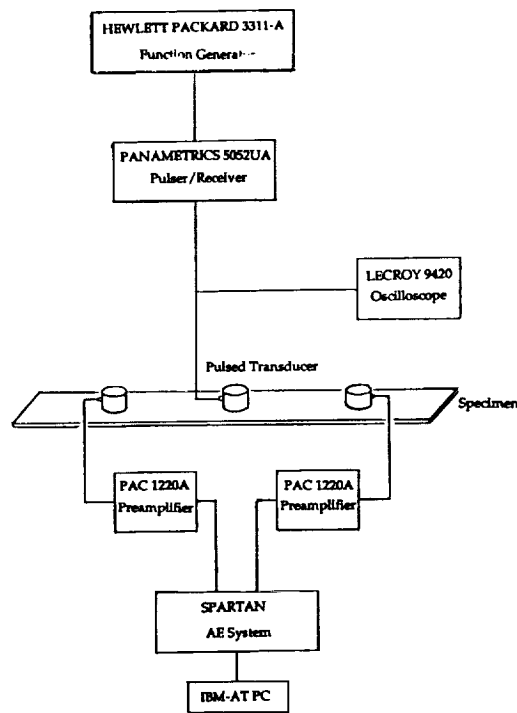 HEWLETT PACKARD 3311-A
Function Generator
PANAMETRICS 5052UA
Pulser/Receiver
LECROY 9420
Oscilloscope
Pulsed Transducer
Specimen
PAC 1220A
Preamplifier
PAC 1220A
Preamplifier
SPARTAN
AE System
IBM-AT PC